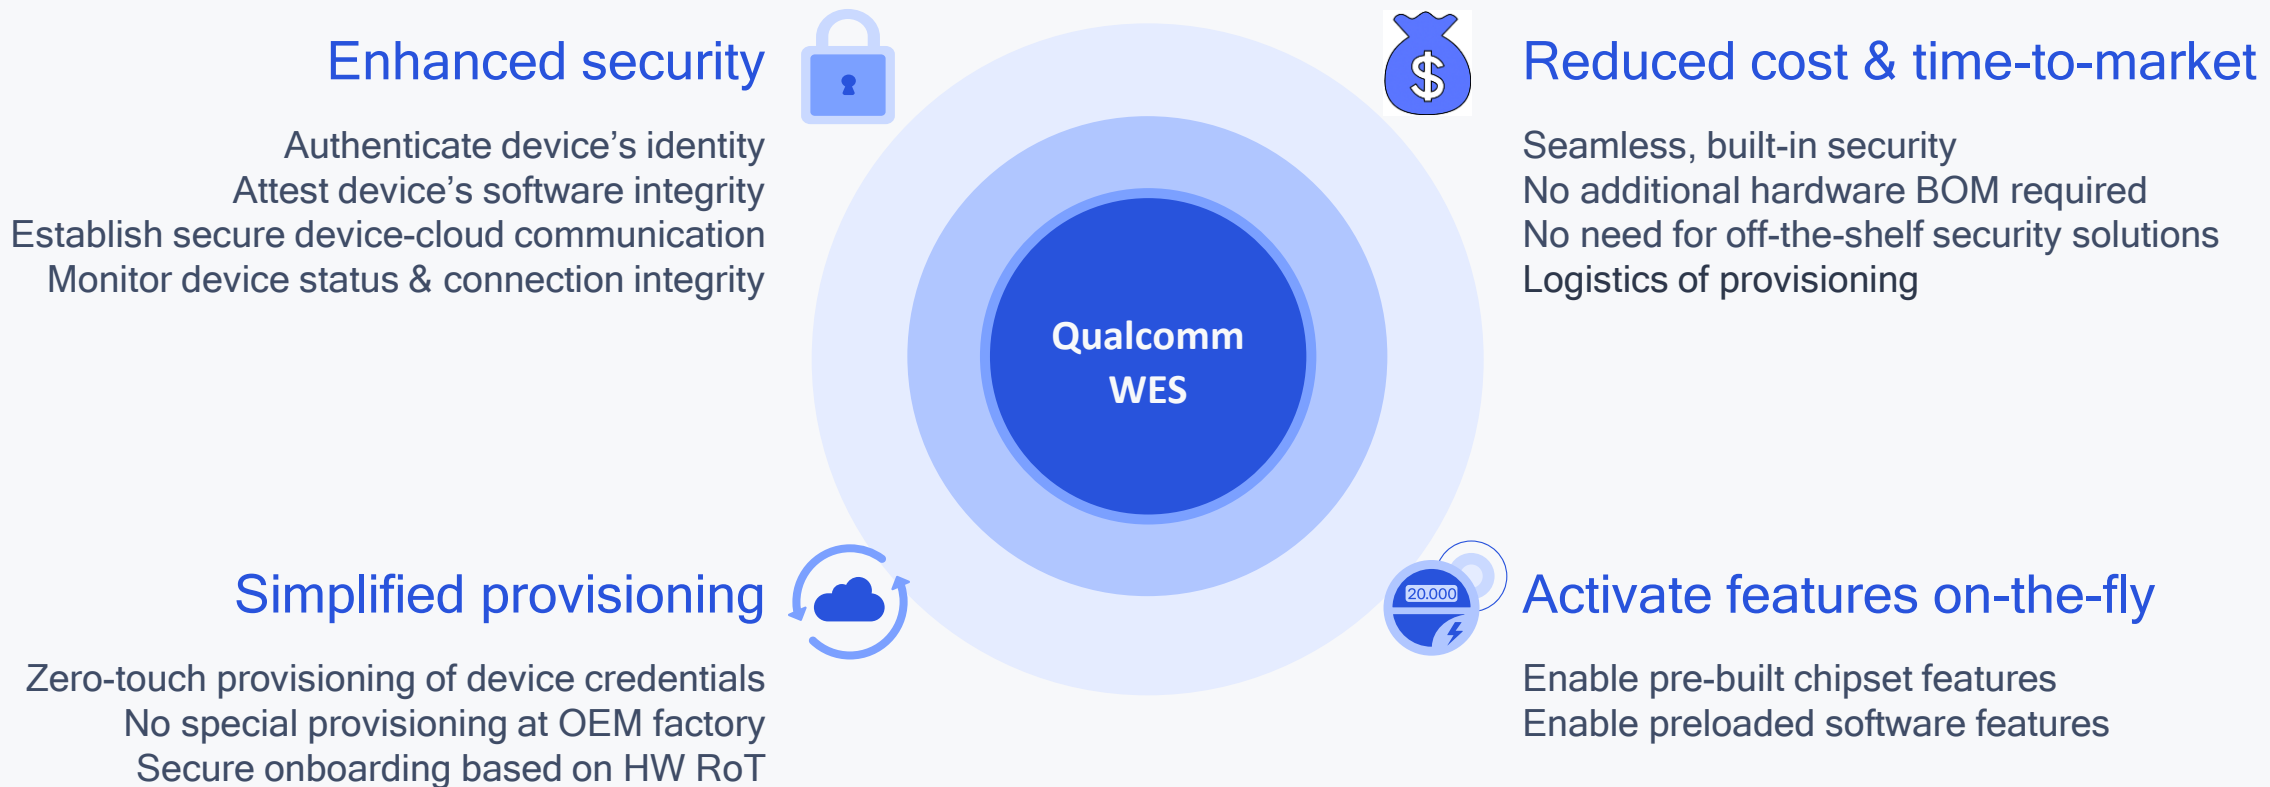 Enhanced security
Authenticate device’s identity
Attest device’s software integrity
Establish secure device-cloud communication
Monitor device status & connection integrity
$
Reduced cost & time-to-market
Seamless, built-in security
No additional hardware BOM required
No need for off-the-shelf security solutions
Logistics of provisioning
Qualcomm
WES
Simplified provisioning
Zero-touch provisioning of device credentials
No special provisioning at OEM factory
Secure onboarding based on HW RoT
20.000
Activate features on-the-fly
Enable pre-built chipset features
Enable preloaded software features